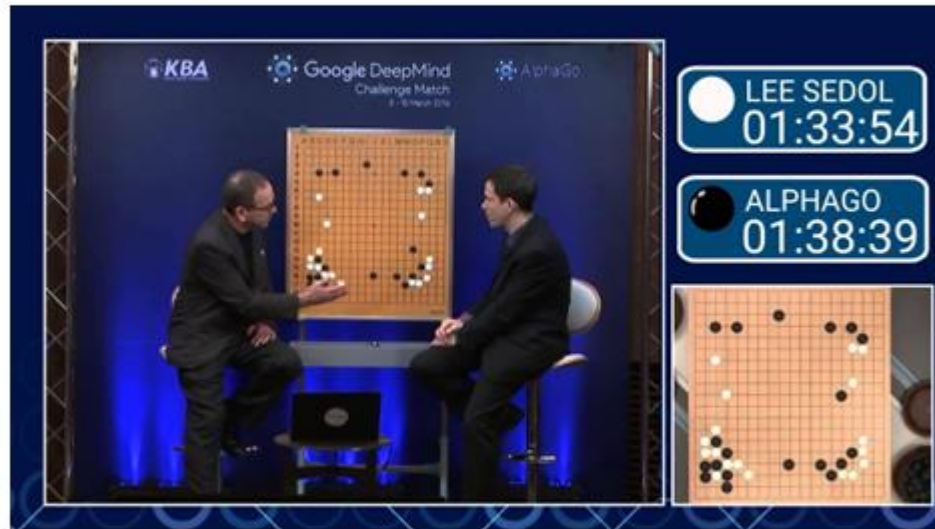 KBA
Google DeepMind
Challenge Match
AlphaGo
LEE SEDOL
01:33:54
ALPHAGO
01:38:39